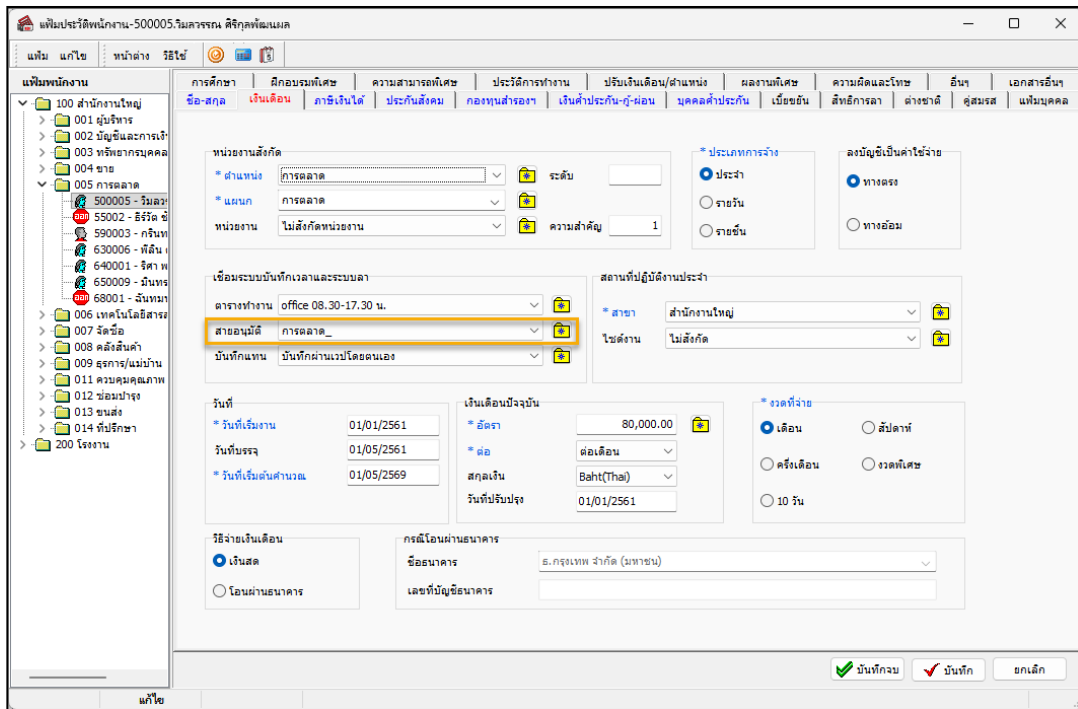 แฟ้มประวัติพนักงาน-500005.วิมลวรรณ ศิริกุลพัฒนผล
แฟ้ม แก้ไข หน้าต่าง วิธีใช้
แฟ้มพนักงาน
100 สำนักงานใหญ่
001 ผู้บริหาร
002 บัญชีและการเงิ
003 ทรัพยากรบุคคล
004 ขาย
005 การตลาด
500005 - วิมลวร
ออก 55002 - ธีร์วัต ชั
590003 - กรินท
630006 - พีลิน
640001 - ริศา พ
650009 - มินทร
ออก 68001 - ฉันทมา
006 เทคโนโลยีสารส
007 จัดซื้อ
008 คลังสินค้า
009 ธุรการ/แม่บ้าน
011 ควบคุมคุณภาพ
012 ซ่อมบำรุง
013 ขนส่ง
014 ที่ปรึกษา
200 โรงงาน
การศึกษา ฝึกอบรมพิเศษ ความสามารถพิเศษ ประวัติการทำงาน ปรับเงินเดือน/ตำแหน่ง ผลงานพิเศษ ความผิดและโทษ อื่นๆ เอกสารอื่นๆ
ชื่อ-สกุล เงินเดือน ภาษีเงินได้ ประกันสังคม กองทุนสำรองฯ เงินค้ำประกัน-กู้-ผ่อน บุคคลค้ำประกัน เบี้ยขยัน สิทธิการลา ต่างชาติ คู่สมรส แฟ้มบุคคล
หน่วยงานสังกัด
* ตำแหน่ง การตลาด ระดับ
* แผนก การตลาด
หน่วยงาน ไม่สังกัดหน่วยงาน ความสำคัญ 1
* ประเภทการจ้าง
ประจำ
รายวัน
รายชิ้น
ลงบัญชีเป็นค่าใช้จ่าย
ทางตรง
ทางอ้อม
เชื่อมระบบบันทึกเวลาและระบบลา
ตารางทำงาน office 08.30-17.30 น.
สายอนุมัติ การตลาด_
บันทึกแทน บันทึกผ่านเวปโดยตนเอง
สถานที่ปฏิบัติงานประจำ
* สาขา สำนักงานใหญ่
ไซด์งาน ไม่สังกัด
วันที่
* วันที่เริ่มงาน 01/01/2561
วันที่บรรจุ 01/05/2561
* วันที่เริ่มต้นคำนวณ 01/05/2569
เงินเดือนปัจจุบัน
* อัตรา 80,000.00
* ต่อ ต่อเดือน
สกุลเงิน Baht(Thai)
วันที่ปรับปรุง 01/01/2561
* งวดที่จ่าย
เดือน สัปดาห์
ครึ่งเดือน งวดพิเศษ
10 วัน
วิธีจ่ายเงินเดือน
เงินสด
โอนผ่านธนาคาร
กรณีโอนผ่านธนาคาร
ชื่อธนาคาร ธ.กรุงเทพ จำกัด (มหาชน)
เลขที่บัญชีธนาคาร
บันทึกจบ บันทึก ยกเลิก
แก้ไข